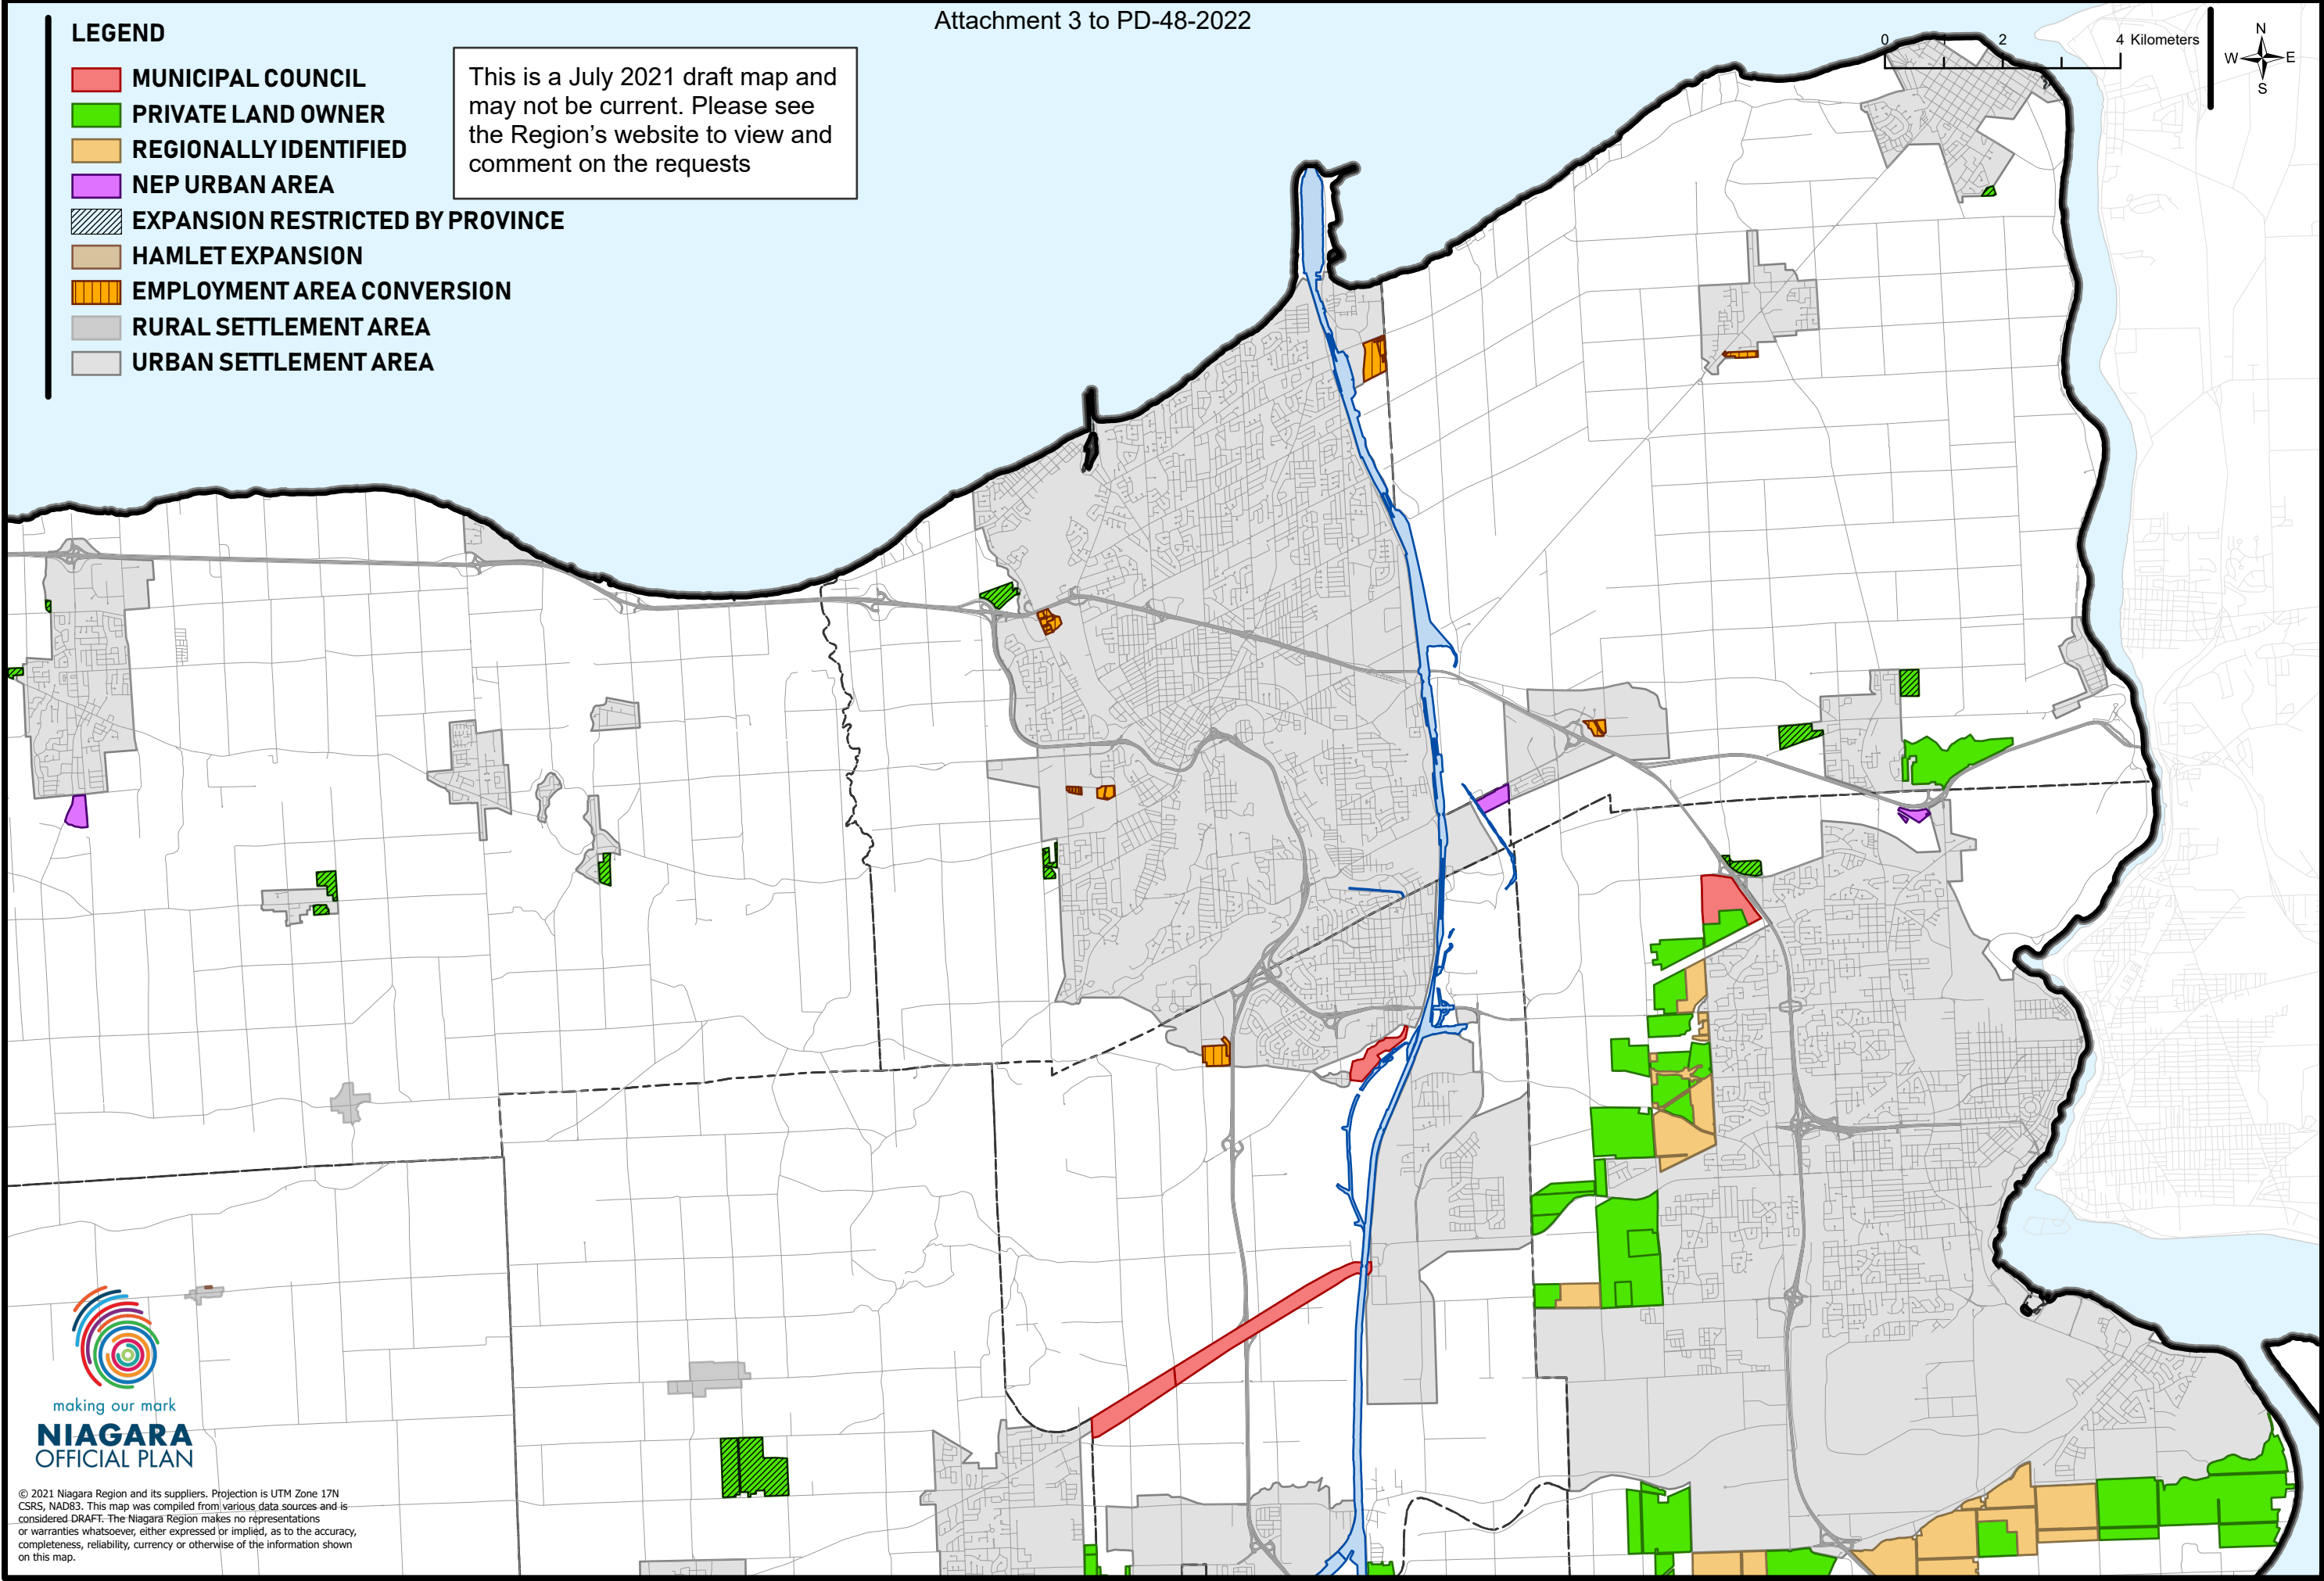 Attachment 3 to PD-48-2022
LEGEND
MUNICIPAL COUNCIL
PRIVATE LAND OWNER
REGIONALLY IDENTIFIED
NEP URBAN AREA
EXPANSION RESTRICTED BY PROVINCE
HAMLET EXPANSION
EMPLOYMENT AREA CONVERSION
RURAL SETTLEMENT AREA
URBAN SETTLEMENT AREA
This is a July 2021 draft map and
may not be current. Please see
the Region's website to view and
comment on the requests
0 2 4 Kilometers
N
W E
S
making our mark
NIAGARA
OFFICIAL PLAN
© 2021 Niagara Region and its suppliers. Projection is UTM Zone 17N
CSRS, NAD83. This map was compiled from various data sources and is
considered DRAFT. The Niagara Region makes no representations
or warranties whatsoever, either expressed or implied, as to the accuracy,
completeness, reliability, currency or otherwise of the information shown
on this map.